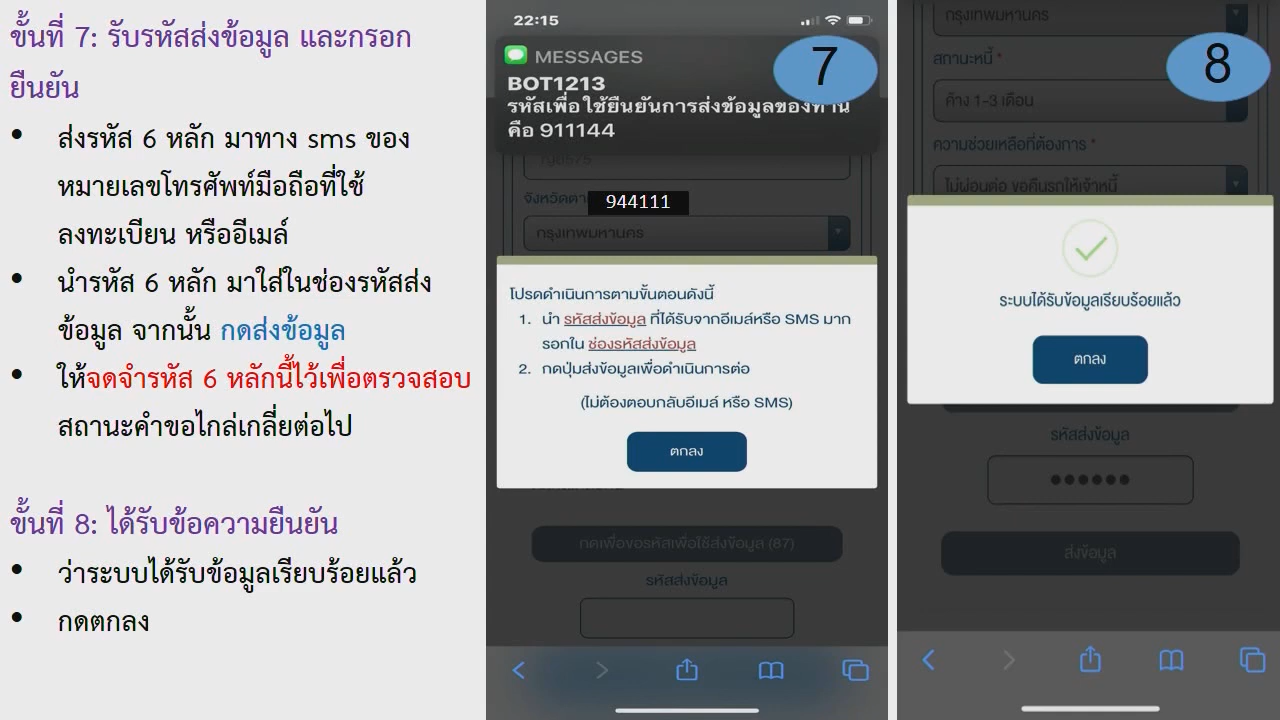 ขั้นที่ 7: รับรหัสส่งข้อมูล และกรอก
ยืนยัน
• ส่งรหัส 6 หลัก มาทาง sms ของ
หมายเลขโทรศัพท์มือถือที่ใช้
ลงทะเบียน หรืออีเมล์
• นำรหัส 6 หลัก มาใส่ในช่องรหัสส่ง
ข้อมูล จากนั้น กดส่งข้อมูล
• ให้จดจำรหัส 6 หลักนี้ไว้เพื่อตรวจสอบ
สถานะคำขอไกล่เกลี่ยต่อไป
ขั้นที่ 8: ได้รับข้อความยืนยัน
• ว่าระบบได้รับข้อมูลเรียบร้อยแล้ว
• กดตกลง
22:15
MESSAGES
7
BOT1213
รหัสเพื่อใช้ยืนยันการส่งข้อมูลของท่าน
คือ 911144
จังหวัดตาม
944111
กรุงเทพมหานคร
โปรดดำเนินการตามขั้นตอนดังนี้
1. นำ รหัสส่งข้อมูล ที่ได้รับจากอีเมล์หรือ SMS มาก
รอกใน ช่องรหัสส่งข้อมูล
2. กดปุ่มส่งข้อมูลเพื่อดำเนินการต่อ
(ไม่ต้องตอบกลับอีเมล์ หรือ SMS)
ตกลง
กดเพื่อขอรหัสเพื่อใช้ส่งข้อมูล (87)
รหัสส่งข้อมูล
กรุงเทพมหานคร
8
สถานะหนี้ *
ค้าง 1-3 เดือน
ความช่วยเหลือที่ต้องการ *
ไม่ผ่อนต่อ ขอคืนรถให้เจ้าหนี้
ระบบได้รับข้อมูลเรียบร้อยแล้ว
ตกลง
รหัสส่งข้อมูล
●●●●●●
ส่งข้อมูล